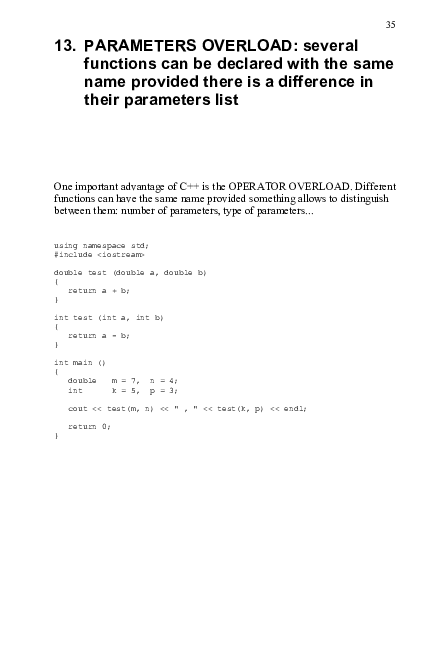 35
13. PARAMETERS OVERLOAD: several
functions can be declared with the same
name provided there is a difference in
their parameters list
One important advantage of C++ is the OPERATOR OVERLOAD. Different
functions can have the same name provided something allows to distinguish
between them: number of parameters, type of parameters...
using namespace std;
#include <iostream>
double test (double a, double b)
{
return a + b;
}
int test (int a, int b)
{
return a - b;
}
int main ()
{
double m = 7, n = 4;
int k = 5, p = 3;
cout << test(m, n) << " , " << test(k, p) << endl;
return 0;
}